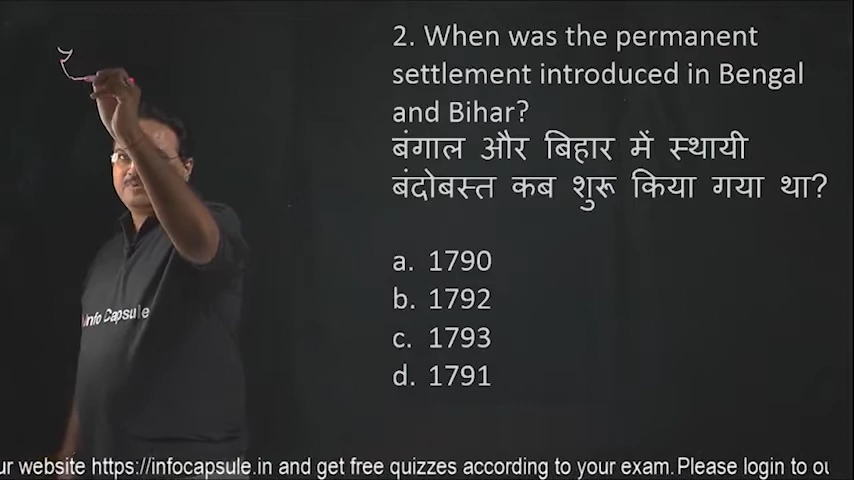 2. When was the permanent
settlement introduced in Bengal
and Bihar?
बंगाल और बिहार में स्थायी
बंदोबस्त कब शुरू किया गया था?
a. 1790
b. 1792
c. 1793
d. 1791
Info Capsule
ur website https://infocapsule.in and get free quizzes according to your exam. Please login to ou